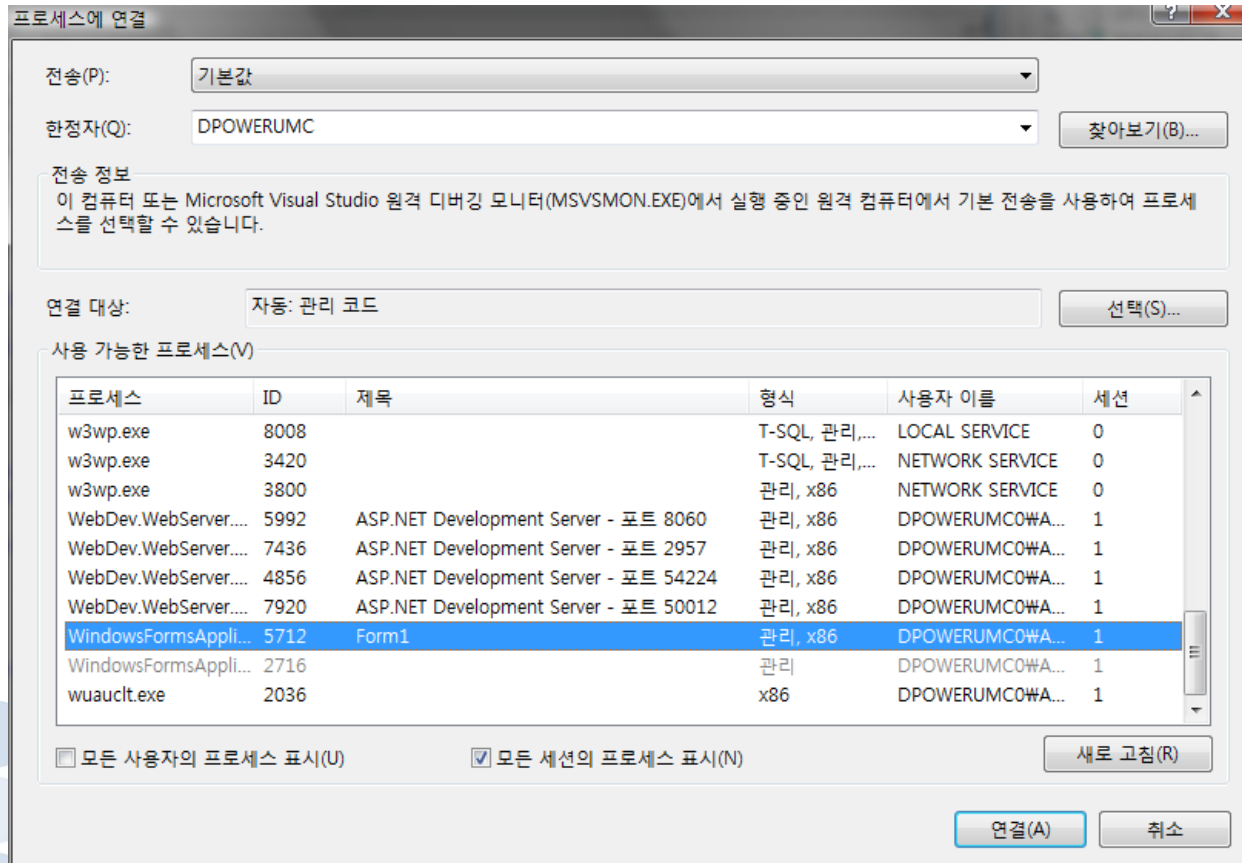 프로세스에 연결
전송(P): 기본값
한정자(Q): DPOWERUMC 찾아보기(B)...
전송 정보
이 컴퓨터 또는 Microsoft Visual Studio 원격 디버깅 모니터(MSVSMON.EXE)에서 실행 중인 원격 컴퓨터에서 기본 전송을 사용하여 프로세
스를 선택할 수 있습니다.
연결 대상: 자동: 관리 코드 선택(S)...
사용 가능한 프로세스(V)
프로세스 ID 제목 형식 사용자 이름 세션
w3wp.exe 8008 T-SQL, 관리,... LOCAL SERVICE 0
w3wp.exe 3420 T-SQL, 관리,... NETWORK SERVICE 0
w3wp.exe 3800 관리, x86 NETWORK SERVICE 0
WebDev.WebServer.... 5992 ASP.NET Development Server - 포트 8060 관리, x86 DPOWERUMC0₩A... 1
WebDev.WebServer.... 7436 ASP.NET Development Server - 포트 2957 관리, x86 DPOWERUMC0₩A... 1
WebDev.WebServer.... 4856 ASP.NET Development Server - 포트 54224 관리, x86 DPOWERUMC0₩A... 1
WebDev.WebServer.... 7920 ASP.NET Development Server - 포트 50012 관리, x86 DPOWERUMC0₩A... 1
WindowsFormsAppli... 5712 Form1 관리, x86 DPOWERUMC0₩A... 1
WindowsFormsAppli... 2716 관리 DPOWERUMC0₩A... 1
wuauclt.exe 2036 x86 DPOWERUMC0₩A... 1
모든 사용자의 프로세스 표시(U) 모든 세션의 프로세스 표시(N) 새로 고침(R)
연결(A) 취소